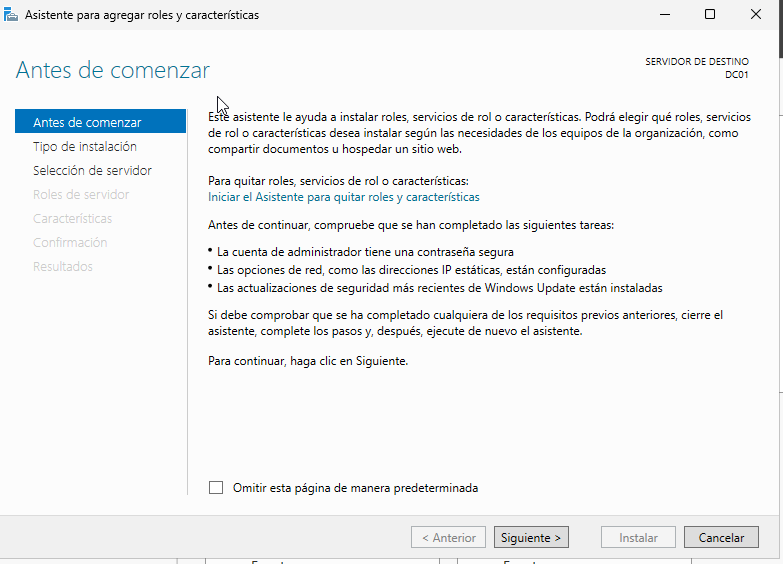 Asistente para agregar roles y características
Antes de comenzar
SERVIDOR DE DESTINO
DC01
Antes de comenzar
Tipo de instalación
Selección de servidor
Roles de servidor
Características
Confirmación
Resultados
Este asistente le ayuda a instalar roles, servicios de rol o características. Podrá elegir qué roles, servicios
de rol o características desea instalar según las necesidades de los equipos de la organización, como
compartir documentos u hospedar un sitio web.
Para quitar roles, servicios de rol o características:
Iniciar el Asistente para quitar roles y características
Antes de continuar, compruebe que se han completado las siguientes tareas:
• La cuenta de administrador tiene una contraseña segura
• Las opciones de red, como las direcciones IP estáticas, están configuradas
• Las actualizaciones de seguridad más recientes de Windows Update están instaladas
Si debe comprobar que se ha completado cualquiera de los requisitos previos anteriores, cierre el
asistente, complete los pasos y, después, ejecute de nuevo el asistente.
Para continuar, haga clic en Siguiente.
Omitir esta página de manera predeterminada
< Anterior
Siguiente >
Instalar
Cancelar